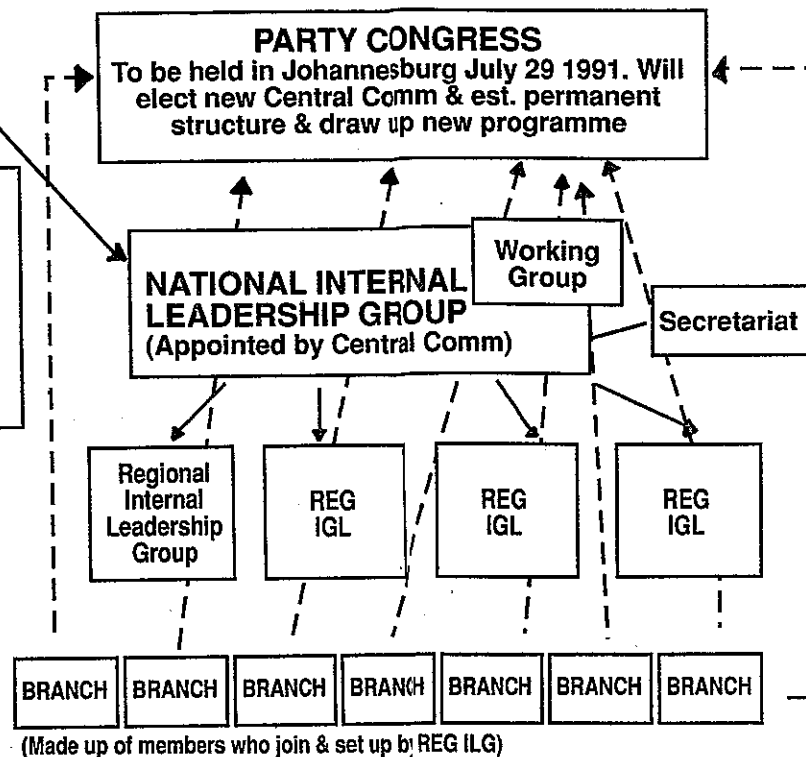 PARTY CONGRESS
To be held in Johannesburg July 29 1991. Will
elect new Central Comm & est. permanent
structure & draw up new programme
Working
Group
NATIONAL INTERNAL
LEADERSHIP GROUP
(Appointed by Central Comm)
Secretariat
Regional
Internal
Leadership
Group
REG
IGL
REG
IGL
REG
IGL
BRANCH
BRANCH
BRANCH
BRANCH
BRANCH
BRANCH
BRANCH
(Made up of members who join & set up by REG ILG)